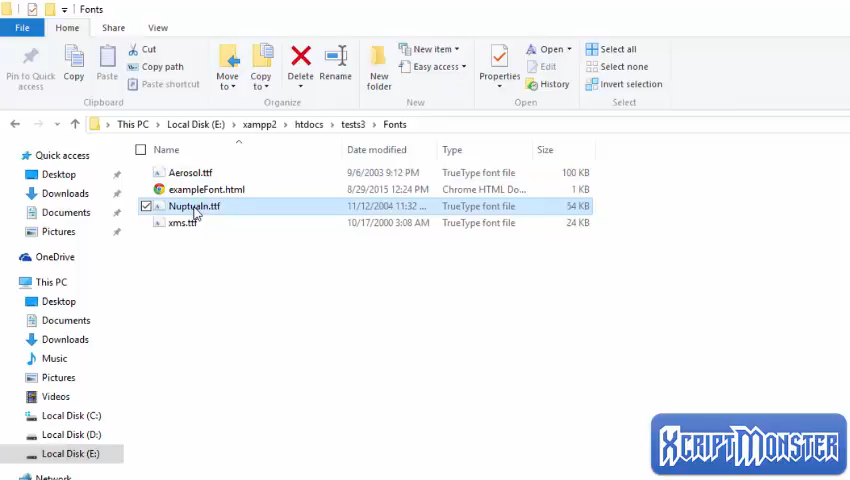 Fonts
File Home Share View
Pin to Quick access
Copy
Paste
Cut
Copy path
Paste shortcut
Clipboard
Move to
Copy to
Delete
Rename
Organize
New folder
New item
Easy access
New
Properties
Open
Edit
History
Open
Select all
Select none
Invert selection
Select
This PC > Local Disk (E:) > xampp2 > htdocs > tests3 > Fonts
Name Date modified Type Size
Aerosol.ttf 9/6/2003 9:12 PM TrueType font file 100 KB
exampleFont.html 8/29/2015 12:24 PM Chrome HTML Do... 1 KB
Nuptualn.ttf 11/12/2004 11:32 ... TrueType font file 54 KB
xms.ttf 10/17/2000 3:08 AM TrueType font file 24 KB
Quick access
Desktop
Downloads
Documents
Pictures
OneDrive
This PC
Desktop
Documents
Downloads
Music
Pictures
Videos
Local Disk (C:)
Local Disk (D:)
Local Disk (E:)
Network
XCRIPTMONSTER